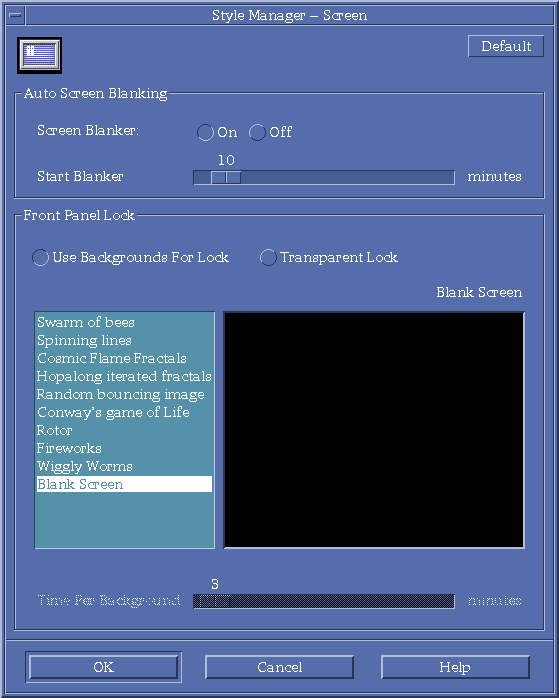 Style Manager – Screen
Default
Auto Screen Blanking
Screen Blanker: On Off
10
Start Blanker minutes
Front Panel Lock
Use Backgrounds For Lock Transparent Lock
Blank Screen
Swarm of bees
Spinning lines
Cosmic Flame Fractals
Hopalong iterated fractals
Random bouncing image
Conway's game of Life
Rotor
Fireworks
Wiggly Worms
Blank Screen
3
Time Per Background minutes
OK Cancel Help